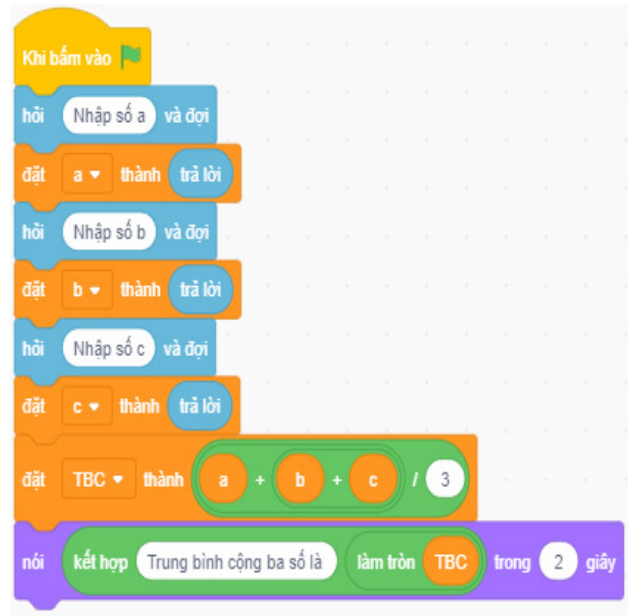 Khi bấm vào
hỏi Nhập số a và đợi
đặt a thành trả lời
hỏi Nhập số b và đợi
đặt b thành trả lời
hỏi Nhập số c và đợi
đặt c thành trả lời
đặt TBC thành a + b + c / 3
nói kết hợp Trung bình cộng ba số là làm tròn TBC trong 2 giây